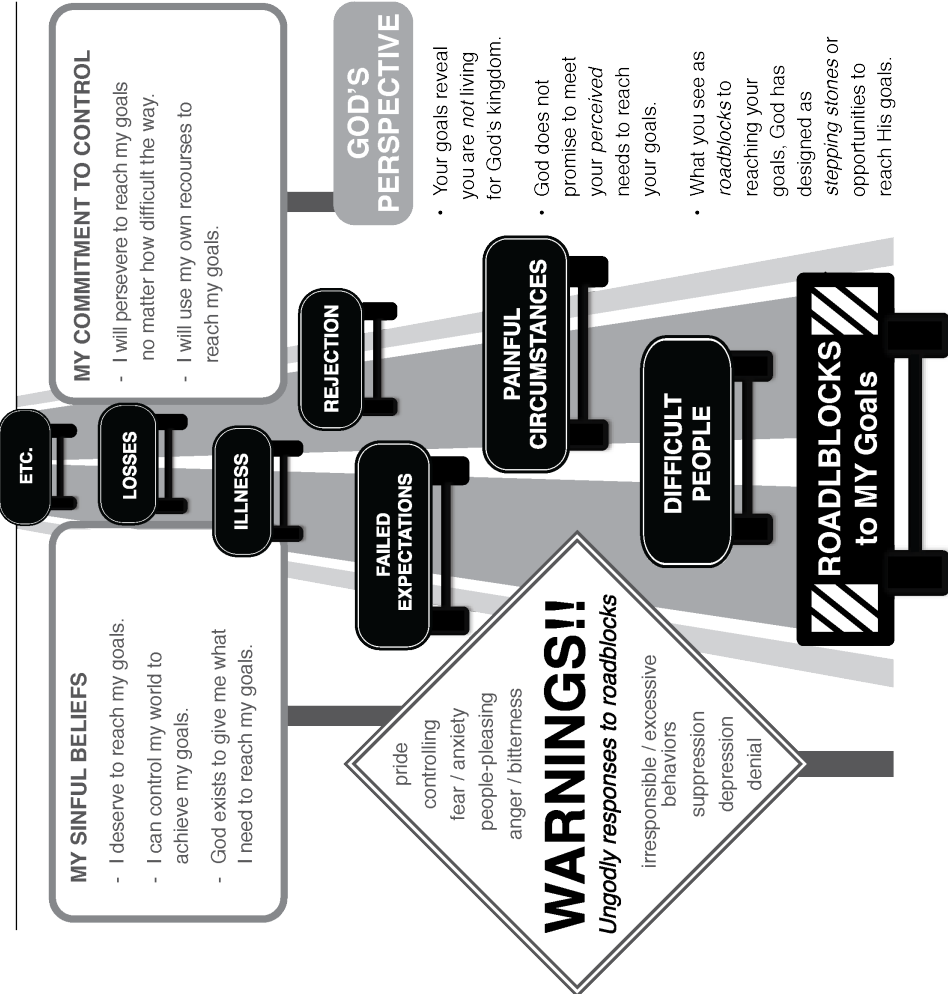 MY SINFUL BELIEFS
- I deserve to reach my goals.
- I can control my world to
achieve my goals.
- God exists to give me what
I need to reach my goals.
ETC.
LOSSES
ILLNESS
MY COMMITMENT TO CONTROL
- I will persevere to reach my goals
no matter how difficult the way.
- I will use my own recourses to
reach my goals.
REJECTION
FAILED
EXPECTATIONS
PAINFUL
CIRCUMSTANCES
DIFFICULT
PEOPLE
ROADLBLOCKS
to MY Goals
pride
controlling
fear / anxiety
people-pleasing
anger / bitterness
WARNINGS!!
Ungodly responses to roadblocks
irresponsible / excessive
behaviors
suppression
depression
denial
GOD'S
PERSPECTIVE
• Your goals reveal
you are not living
for God's kingdom.
• God does not
promise to meet
your perceived
needs to reach
your goals.
• What you see as
roadblocks to
reaching your
goals, God has
designed as
stepping stones or
opportunities to
reach His goals.